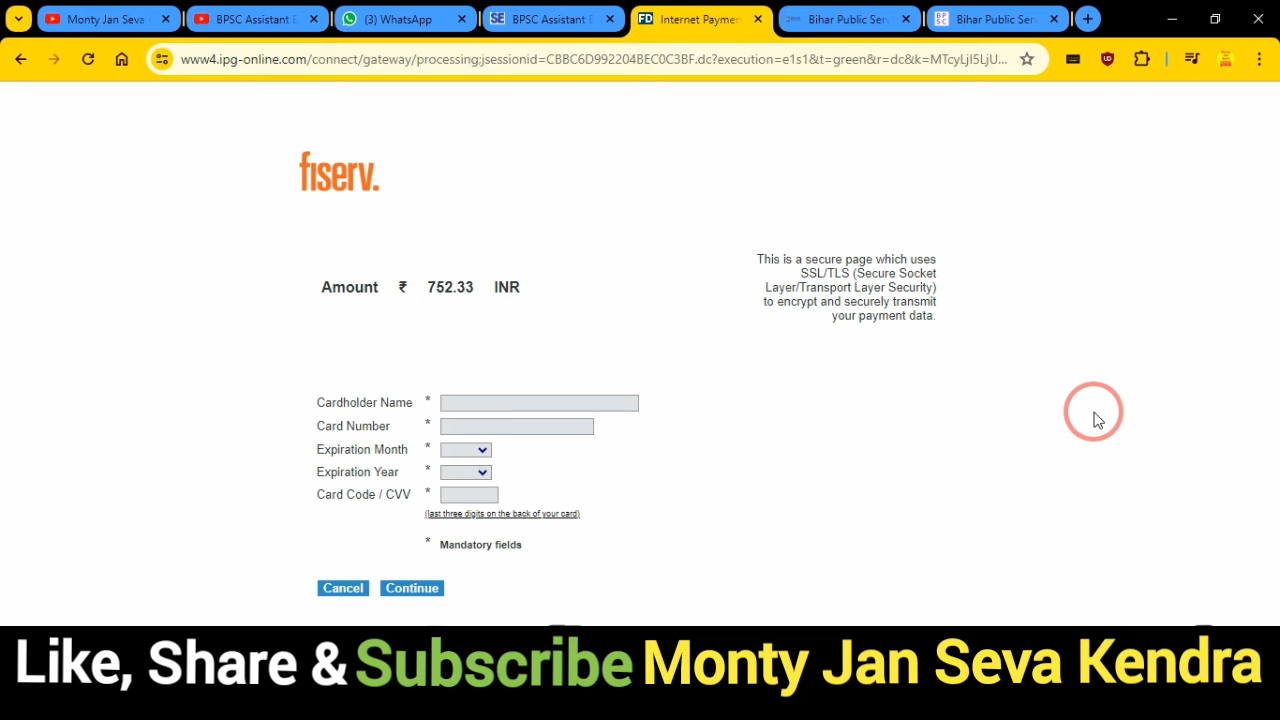 Monty Jan Seva
BPSC Assistant E
(3) WhatsApp
SE
BPSC Assistant E
FD
Internet Paymen
Bihar Public Serv
BP
SC
Bihar Public Serv
www4.ipg-online.com/connect/gateway/processing;jsessionid=CBBC6D992204BEC0C3BF.dc?execution=e1s1&t=green&r=dc&k=MTcyLjI5LjU...
fiserv.
This is a secure page which uses
SSL/TLS (Secure Socket
Layer/Transport Layer Security)
to encrypt and securely transmit
your payment data.
Amount ₹ 752.33 INR
Cardholder Name *
Card Number *
Expiration Month *
Expiration Year *
Card Code / CVV *
(last three digits on the back of your card)
* Mandatory fields
Cancel Continue
Like, Share & Subscribe Monty Jan Seva Kendra